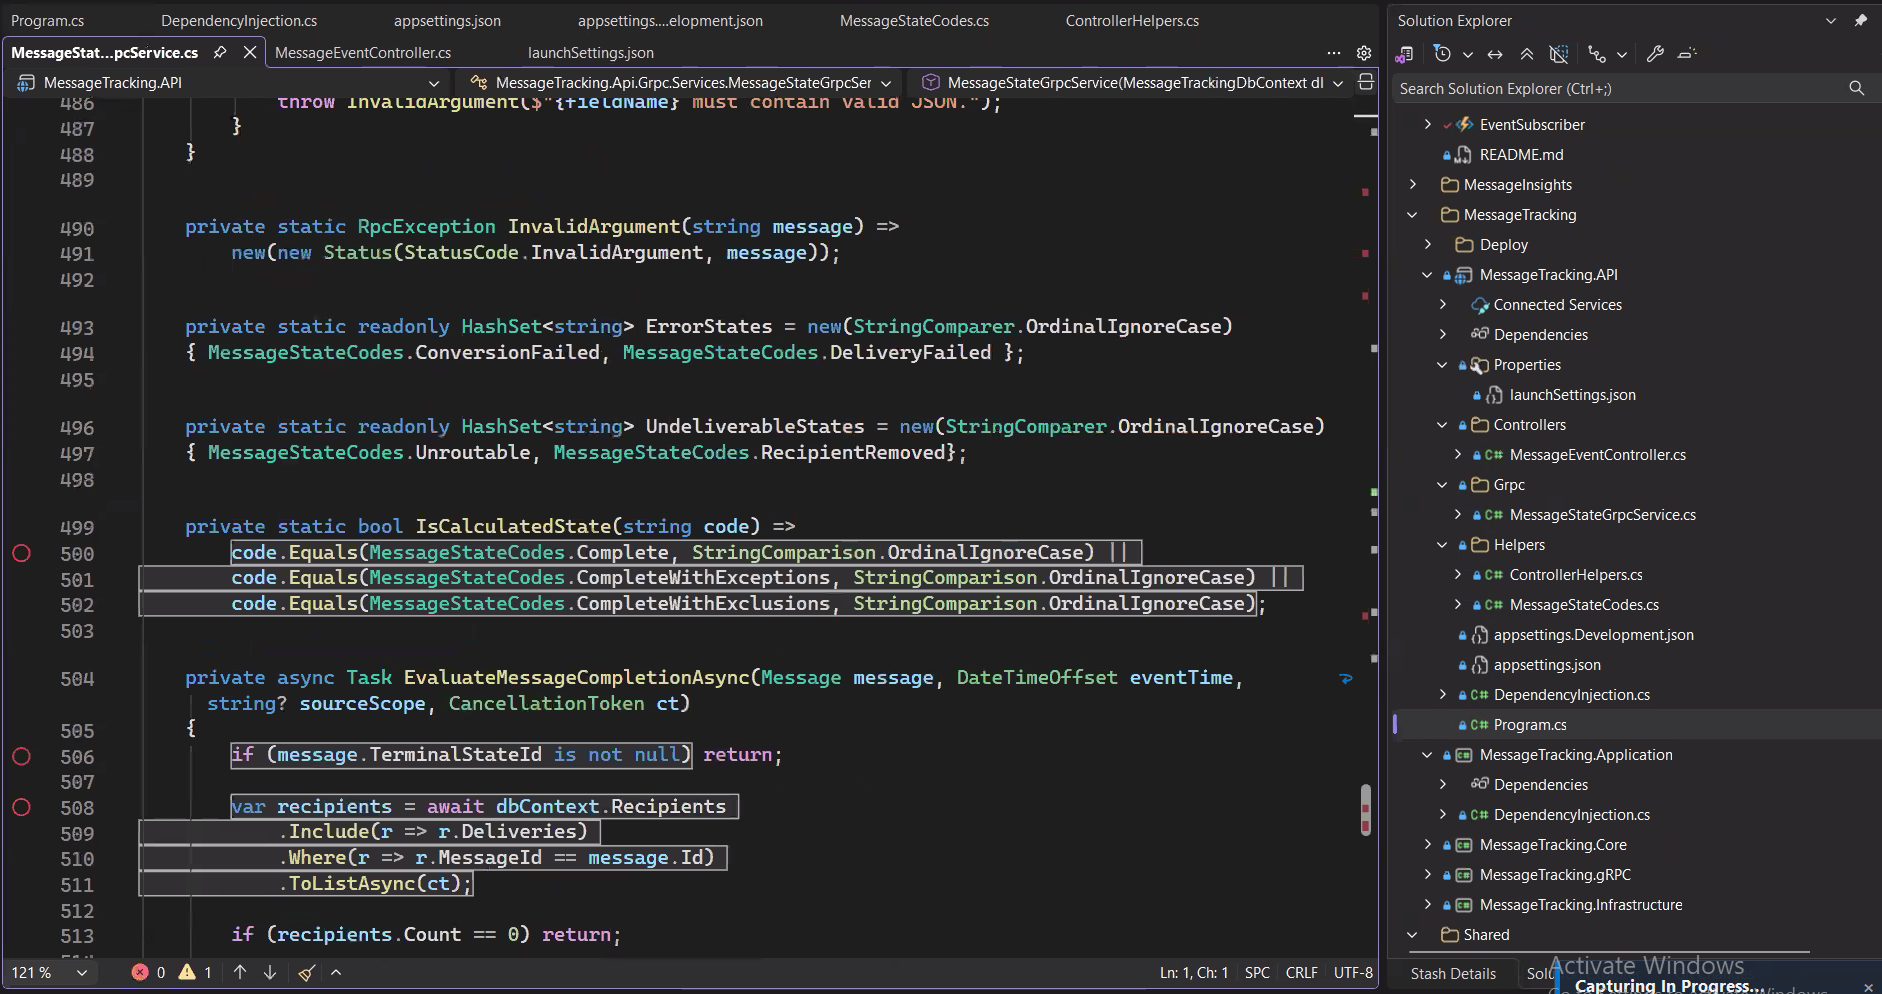 Program.cs DependencyInjection.cs appsettings.json appsettings....elopment.json MessageStateCodes.cs ControllerHelpers.cs
MessageStat...pcService.cs MessageEventController.cs launchSettings.json
MessageTracking.API MessageTracking.Api.Grpc.Services.MessageStateGrpcSer MessageStateGrpcService(MessageTrackingDbContext dl
486 throw InvalidArgument($"{fieldName} must contain valid JSON.");
487 }
488 }
489
490 private static RpcException InvalidArgument(string message) =>
491 new(new Status(StatusCode.InvalidArgument, message));
492
493 private static readonly HashSet<string> ErrorStates = new(StringComparer.OrdinalIgnoreCase)
494 { MessageStateCodes.ConversionFailed, MessageStateCodes.DeliveryFailed };
495
496 private static readonly HashSet<string> UndeliverableStates = new(StringComparer.OrdinalIgnoreCase)
497 { MessageStateCodes.Unroutable, MessageStateCodes.RecipientRemoved};
498
499 private static bool IsCalculatedState(string code) =>
500 code.Equals(MessageStateCodes.Complete, StringComparison.OrdinalIgnoreCase) ||
501 code.Equals(MessageStateCodes.CompleteWithExceptions, StringComparison.OrdinalIgnoreCase) ||
502 code.Equals(MessageStateCodes.CompleteWithExclusions, StringComparison.OrdinalIgnoreCase);
503
504 private async Task EvaluateMessageCompletionAsync(Message message, DateTimeOffset eventTime,
string? sourceScope, CancellationToken ct)
505 {
506 if (message.TerminalStateId is not null) return;
507
508 var recipients = await dbContext.Recipients
509 .Include(r => r.Deliveries)
510 .Where(r => r.MessageId == message.Id)
511 .ToListAsync(ct);
512
513 if (recipients.Count == 0) return;
121 % 0 1 Ln: 1, Ch: 1 SPC CRLF UTF-8
Solution Explorer
Search Solution Explorer (Ctrl+;)
EventSubscriber
README.md
MessageInsights
MessageTracking
Deploy
MessageTracking.API
Connected Services
Dependencies
Properties
launchSettings.json
Controllers
C# MessageEventController.cs
Grpc
C# MessageStateGrpcService.cs
Helpers
C# ControllerHelpers.cs
C# MessageStateCodes.cs
appsettings.Development.json
appsettings.json
C# DependencyInjection.cs
C# Program.cs
MessageTracking.Application
Dependencies
C# DependencyInjection.cs
MessageTracking.Core
MessageTracking.gRPC
MessageTracking.Infrastructure
Shared
Stash Details Solu
Activate Windows
Capturing In Progress...